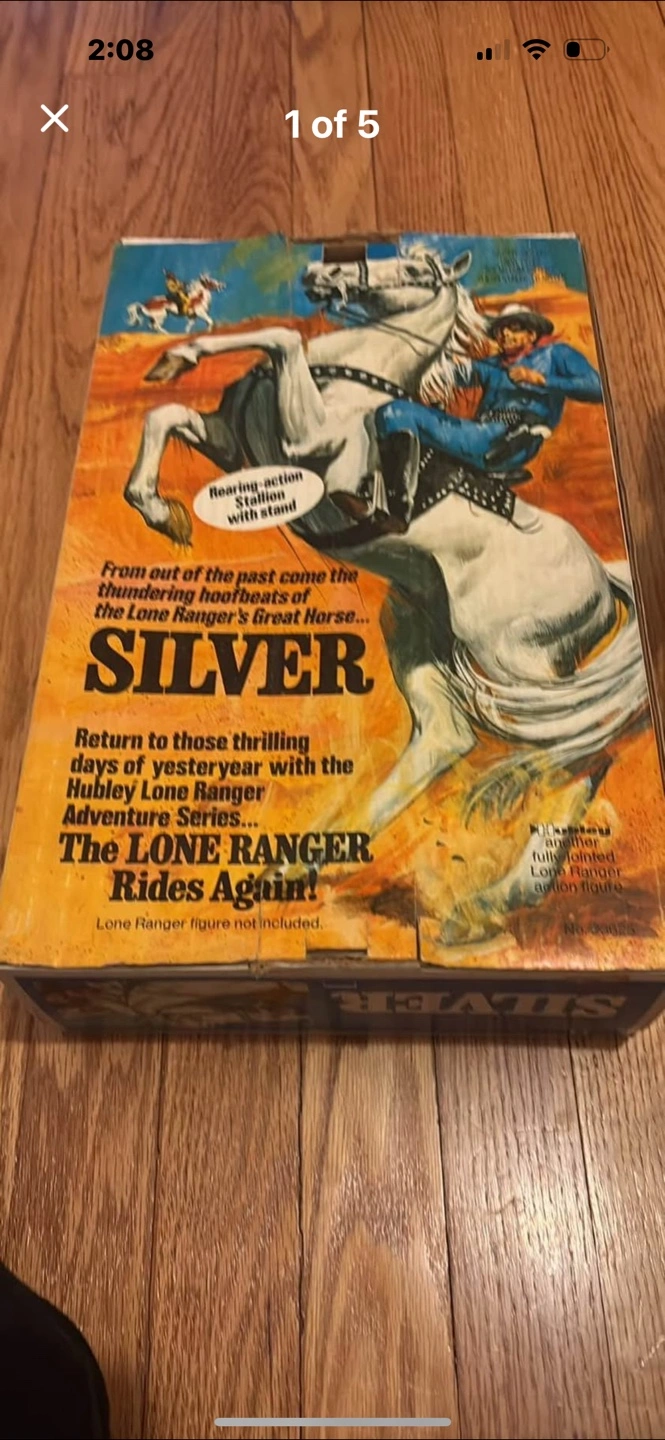 2:08
1 of 5
Rearing-action
Stallion
with stand
From out of the past come the
thundering hoofbeats of
the Lone Ranger's Great Horse...
SILVER
Return to those thrilling
days of yesteryear with the
Hubley Lone Ranger
Adventure Series...
The LONE RANGER
Rides Again!
Lone Ranger figure not included.
Hubley
another
fully jointed
Lone Ranger
action figure
SILVER